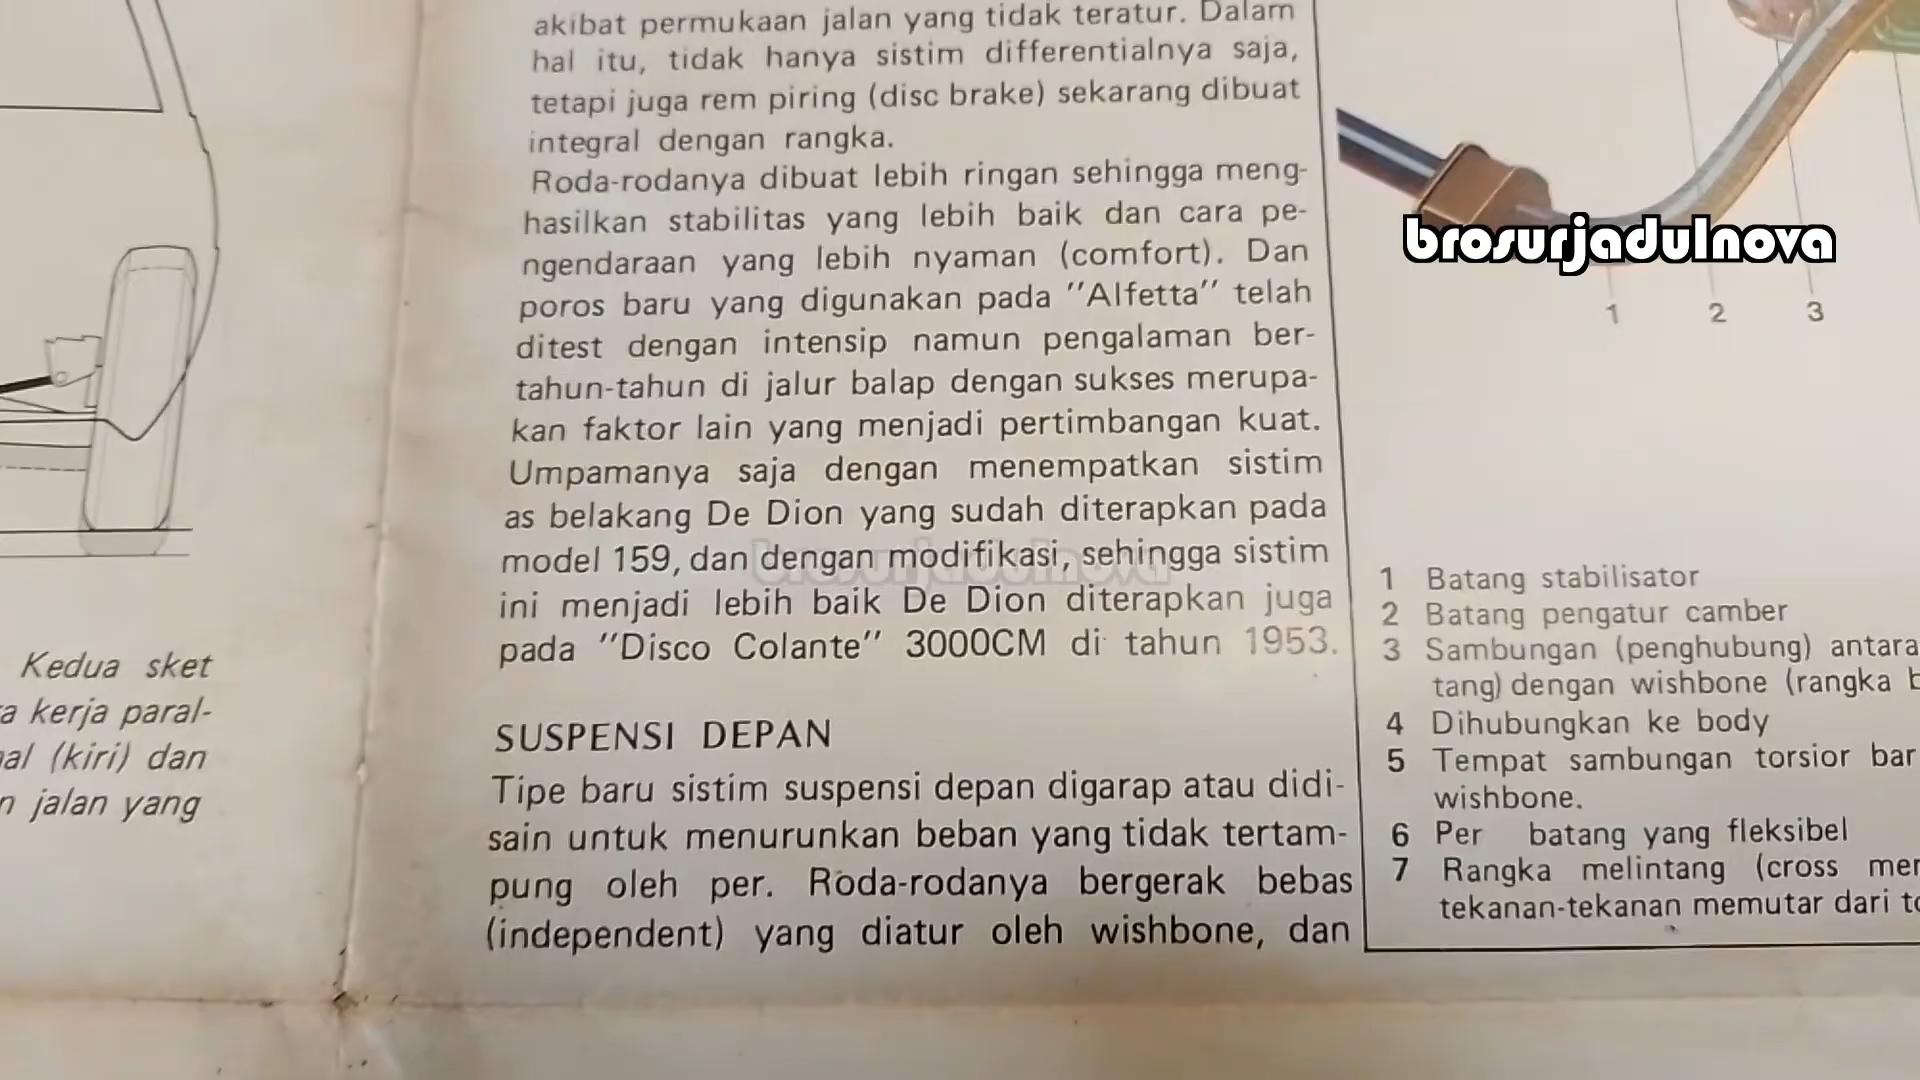 akibat permukaan jalan yang tidak teratur. Dalam
hal itu, tidak hanya sistim differentialnya saja,
tetapi juga rem piring (disc brake) sekarang dibuat
integral dengan rangka.
Roda-rodanya dibuat lebih ringan sehingga meng-
hasilkan stabilitas yang lebih baik dan cara pe-
ngendaraan yang lebih nyaman (comfort). Dan
poros baru yang digunakan pada "Alfetta" telah
ditest dengan intensip namun pengalaman ber-
tahun-tahun di jalur balap dengan sukses merupa-
kan faktor lain yang menjadi pertimbangan kuat.
Umpamanya saja dengan menempatkan sistim
as belakang De Dion yang sudah diterapkan pada
model 159, dan dengan modifikasi, sehingga sistim
ini menjadi lebih baik De Dion diterapkan juga
pada "Disco Colante" 3000CM di tahun 1953.
SUSPENSI DEPAN
Tipe baru sistim suspensi depan digarap atau didi-
sain untuk menurunkan beban yang tidak tertam-
pung oleh per. Roda-rodanya bergerak bebas
(independent) yang diatur oleh wishbone, dan
Kedua sket
kerja paral-
(kiri) dan
jalan yang
brosurjadulnova
brosurjadulnova
1 2 3
1 Batang stabilisator
2 Batang pengatur camber
3 Sambungan (penghubung) antara
tang) dengan wishbone (rangka
4 Dihubungkan ke body
5 Tempat sambungan torsior bar
wishbone.
6 Per batang yang fleksibel
7 Rangka melintang (cross
tekanan-tekanan memutar dari